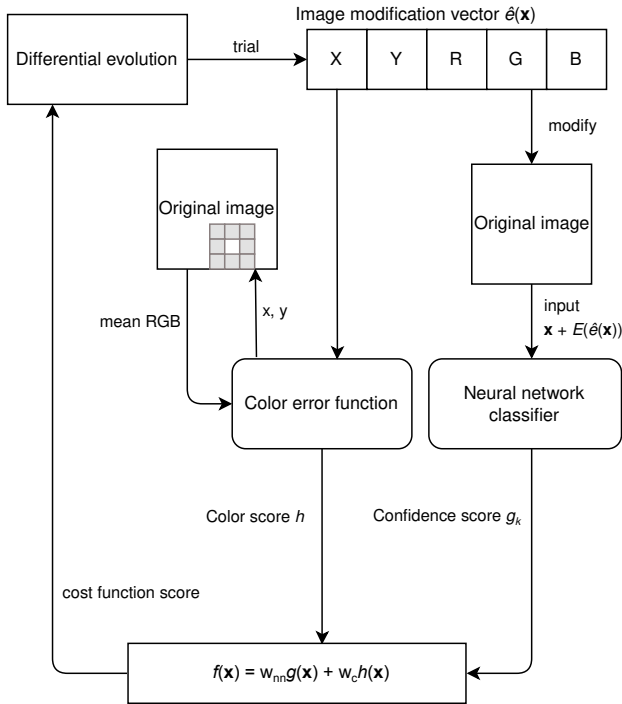 Image modification vector ê(x)
Differential evolution
trial
X Y R G B
modify
Original image
Original image
mean RGB
x, y
input
x + E(ê(x))
Color error function
Neural network
classifier
Color score h
Confidence score gₖ
cost function score
f(x) = wₙₙg(x) + w_ch(x)